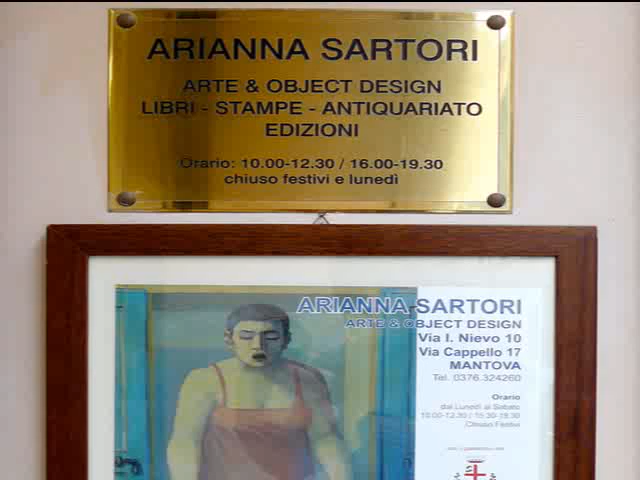 ARIANNA SARTORI
ARTE & OBJECT DESIGN
LIBRI - STAMPE - ANTIQUARIATO
EDIZIONI
Orario: 10.00-12.30 / 16.00-19.30
chiuso festivi e lunedì
ARIANNA SARTORI
ARTE & OBJECT DESIGN
Via I. Nievo 10
Via Cappello 17
MANTOVA
Tel. 0376.324260
Orario
dal Lunedì al Sabato
10.00-12.30 / 15.30-19.30
Chiuso Festivi